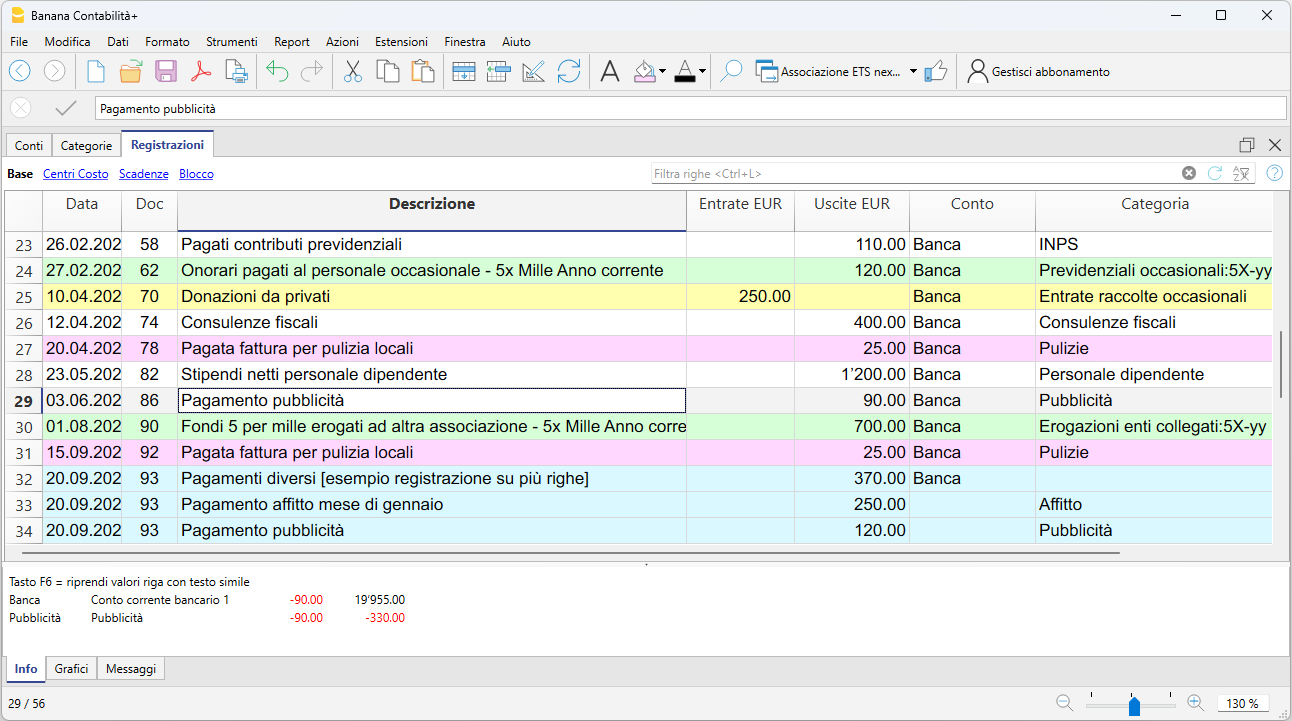 Banana Contabilità+
File Modifica Dati Formato Strumenti Report Azioni Estensioni Finestra Aiuto
Associazione ETS nex... Gestisci abbonamento
Pagamento pubblicità
Conti Categorie Registrazioni
Base Centri Costo Scadenze Blocco Filtra righe <Ctrl+L>
Data Doc Descrizione Entrate EUR Uscite EUR Conto Categoria
23 26.02.202 58 Pagati contributi previdenziali 110.00 Banca INPS
24 27.02.202 62 Onorari pagati al personale occasionale - 5x Mille Anno corrente 120.00 Banca Previdenziali occasionali:5X-yy
25 10.04.202 70 Donazioni da privati 250.00 Banca Entrate raccolte occasionali
26 12.04.202 74 Consulenze fiscali 400.00 Banca Consulenze fiscali
27 20.04.202 78 Pagata fattura per pulizia locali 25.00 Banca Pulizie
28 23.05.202 82 Stipendi netti personale dipendente 1’200.00 Banca Personale dipendente
29 03.06.202 86 Pagamento pubblicità 90.00 Banca Pubblicità
30 01.08.202 90 Fondi 5 per mille erogati ad altra associazione - 5x Mille Anno corre 700.00 Banca Erogazioni enti collegati:5X-yy
31 15.09.202 92 Pagata fattura per pulizia locali 25.00 Banca Pulizie
32 20.09.202 93 Pagamenti diversi [esempio registrazione su più righe] 370.00 Banca
33 20.09.202 93 Pagamento affitto mese di gennaio 250.00 Affitto
34 20.09.202 93 Pagamento pubblicità 120.00 Pubblicità
Tasto F6 = riprendi valori riga con testo simile
Banca Conto corrente bancario 1 -90.00 19'955.00
Pubblicità Pubblicità -90.00 -330.00
Info Grafici Messaggi
29 / 56 130 %